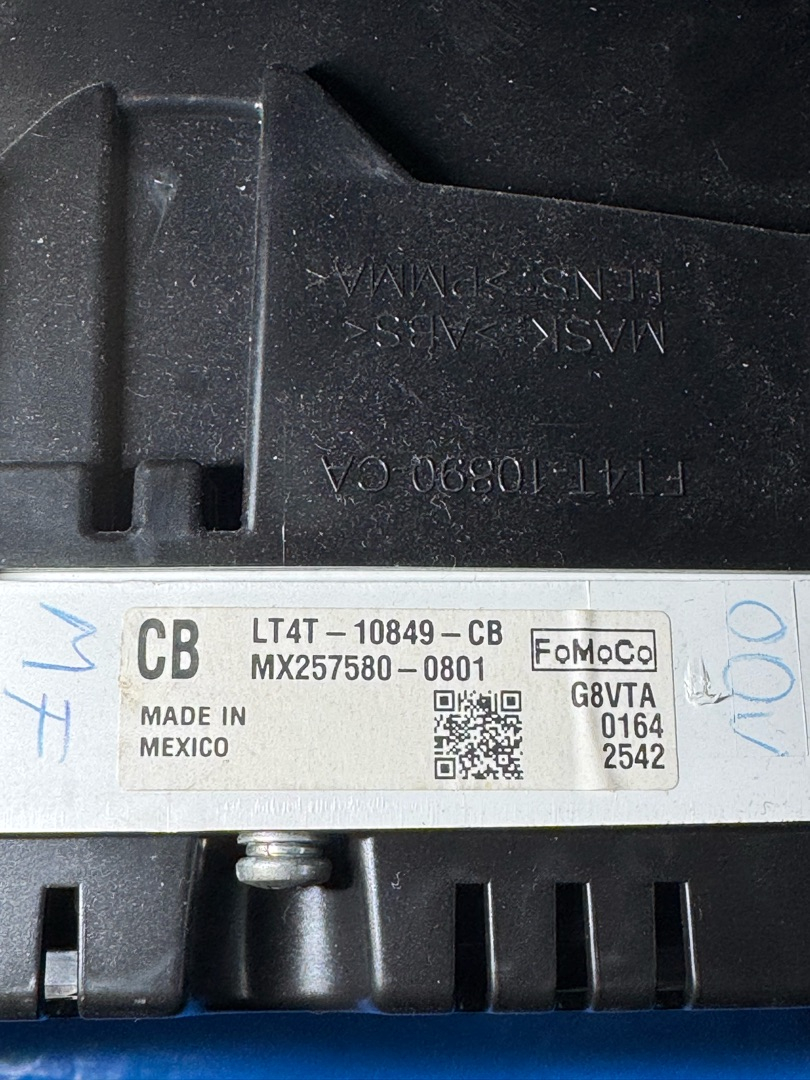 LENS >PMMA<
MASK >ABS<
FT4T-10890-CA
CB
LT4T-10849-CB
MX257580-0801
MADE IN
MEXICO
FoMoCo
G8VTA
0164
2542